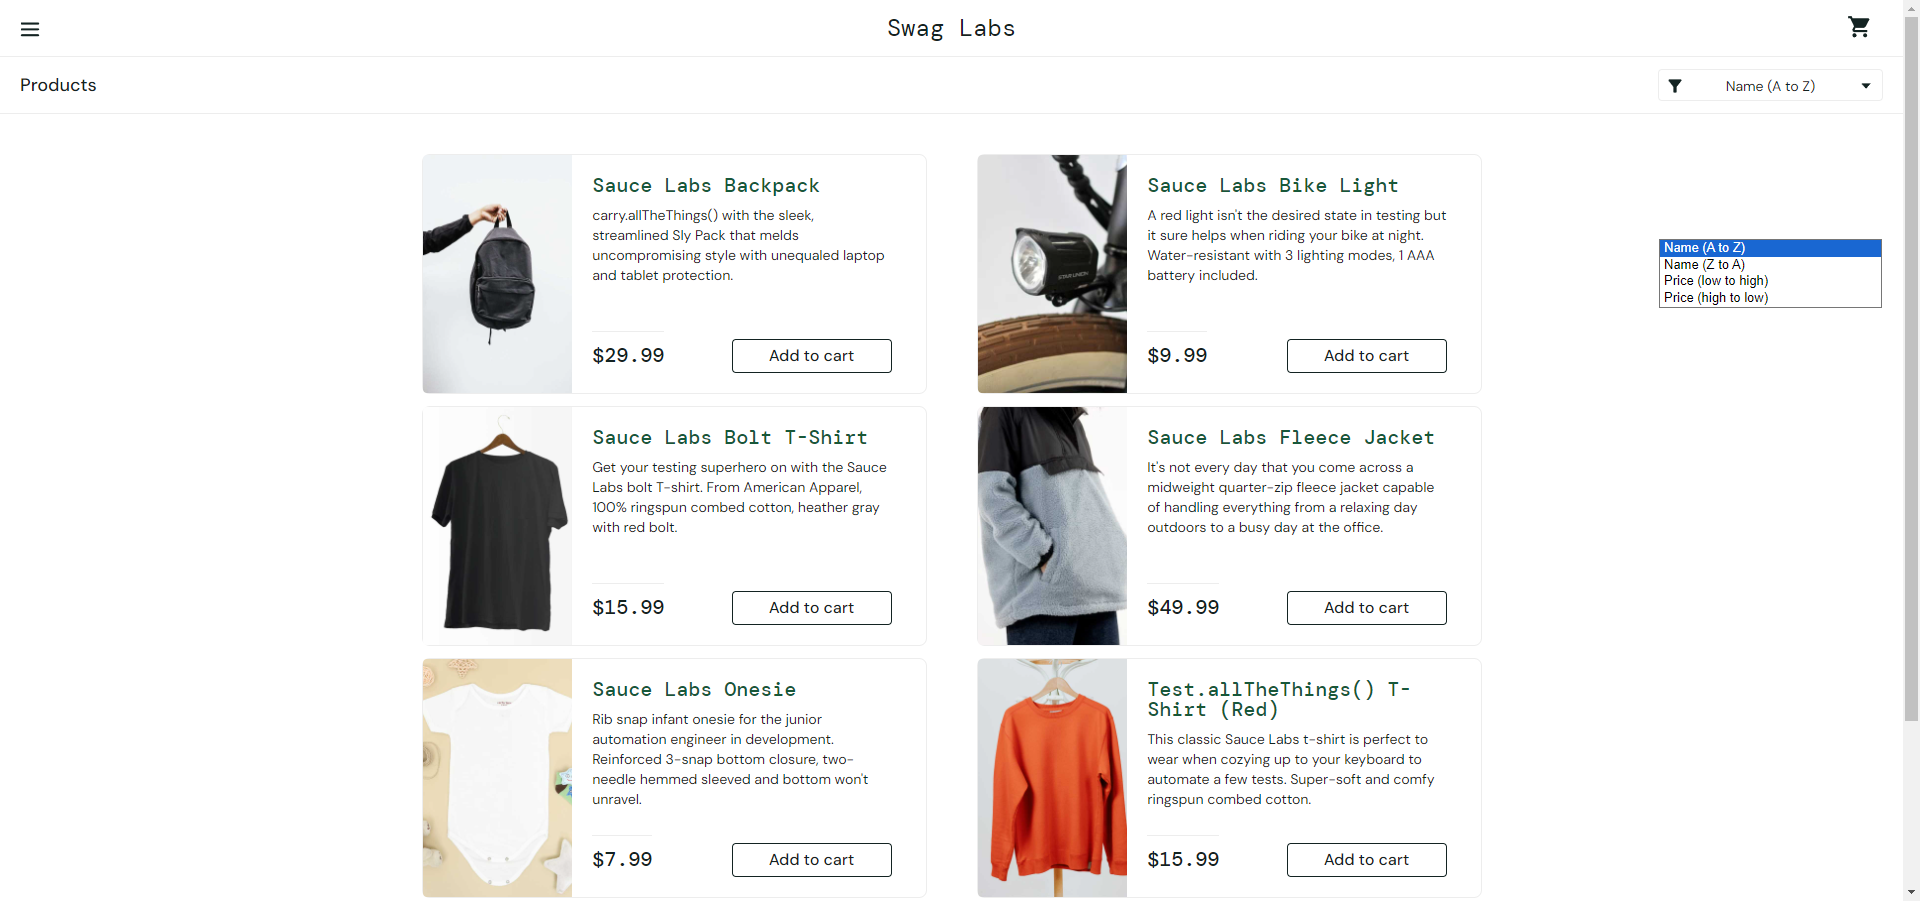 Swag Labs
Products
Name (A to Z)
Name (A to Z)
Name (Z to A)
Price (low to high)
Price (high to low)
Sauce Labs Backpack
carry.allTheThings() with the sleek,
streamlined Sly Pack that melds
uncompromising style with unequaled laptop
and tablet protection.
$29.99
Add to cart
Sauce Labs Bike Light
A red light isn't the desired state in testing but
it sure helps when riding your bike at night.
Water-resistant with 3 lighting modes, 1 AAA
battery included.
STAR UNION
$9.99
Add to cart
Sauce Labs Bolt T-Shirt
Get your testing superhero on with the Sauce
Labs bolt T-shirt. From American Apparel,
100% ringspun combed cotton, heather gray
with red bolt.
$15.99
Add to cart
Sauce Labs Fleece Jacket
It's not every day that you come across a
midweight quarter-zip fleece jacket capable
of handling everything from a relaxing day
outdoors to a busy day at the office.
$49.99
Add to cart
Sauce Labs Onesie
Rib snap infant onesie for the junior
automation engineer in development.
Reinforced 3-snap bottom closure, two-
needle hemmed sleeved and bottom won't
unravel.
$7.99
Add to cart
Test.allTheThings() T-
Shirt (Red)
This classic Sauce Labs t-shirt is perfect to
wear when cozying up to your keyboard to
automate a few tests. Super-soft and comfy
ringspun combed cotton.
$15.99
Add to cart